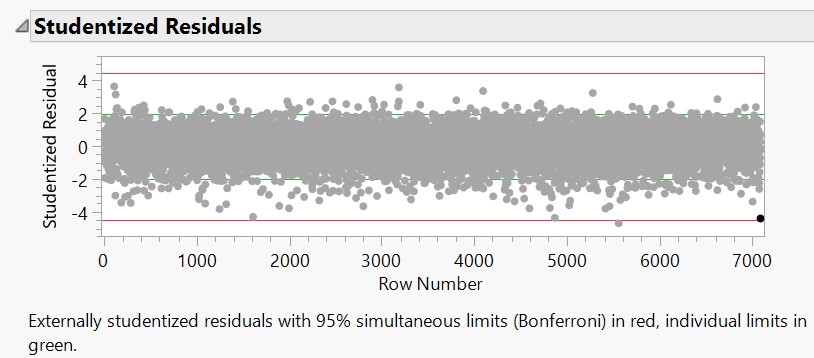 Studentized Residuals
Studentized Residual
4
2
0
-2
-4
0
1000
2000
3000
4000
5000
6000
7000
Row Number
Externally studentized residuals with 95% simultaneous limits (Bonferroni) in red, individual limits in
green.